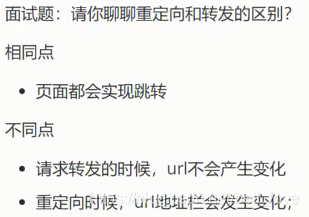 面试题：请你聊聊重定向和转发的区别？
相同点
• 页面都会实现跳转
不同点
• 请求转发的时候，url不会产生变化
• 重定向时候，url地址栏会发生变化；